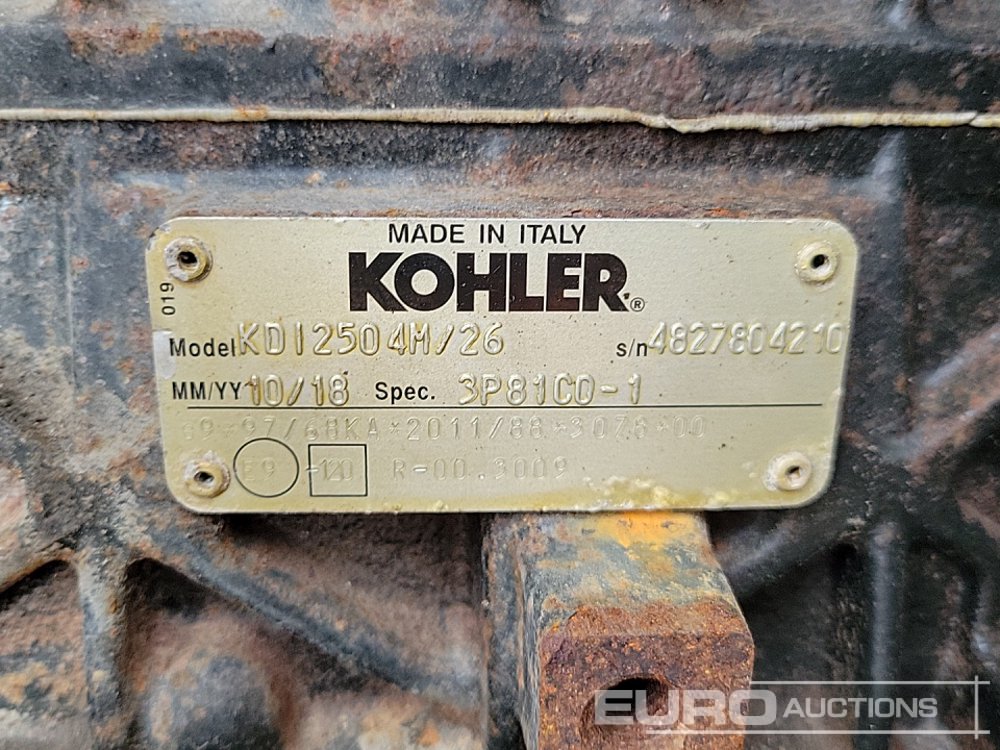 MADE IN ITALY
KOHLER®
019
Model KDI2504M/26 s/n 4827804210
MM/YY 10/18 Spec. 3P81C0-1
e9*97/68KA*2011/88*3078*00
E9 -120 R-00.3009
EURO AUCTIONS